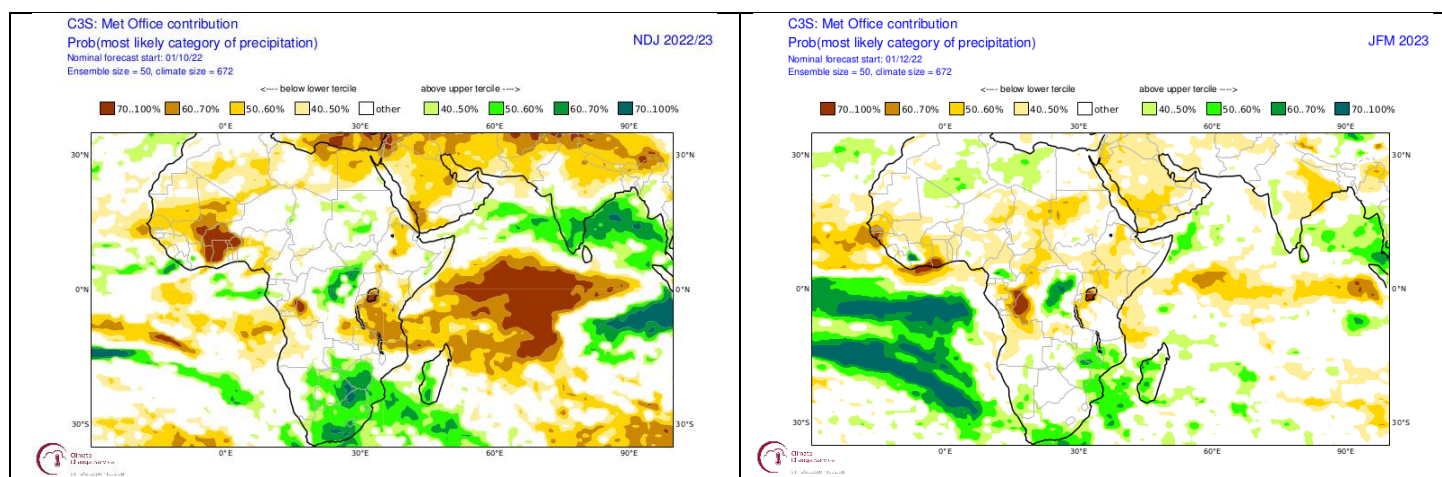 C3S: Met Office contribution
Prob(most likely category of precipitation)
NDJ 2022/23
Nominal forecast start: 01/10/22
Ensemble size = 50, climate size = 672
<---- below lower tercile
above upper tercile ---->
70..100% 60..70% 50..60% 40..50% other 40..50% 50..60% 60..70% 70..100%
0°E 30°E 60°E 90°E
30°N 30°N
0°N 0°N
30°S 30°S
0°E 30°E 60°E 90°E
Climate
Change Service
C3S: Met Office contribution
Prob(most likely category of precipitation)
JFM 2023
Nominal forecast start: 01/12/22
Ensemble size = 50, climate size = 672
<---- below lower tercile
above upper tercile ---->
70..100% 60..70% 50..60% 40..50% other 40..50% 50..60% 60..70% 70..100%
0°E 30°E 60°E 90°E
30°N 30°N
0°N 0°N
30°S 30°S
0°E 30°E 60°E 90°E
Climate
Change Service